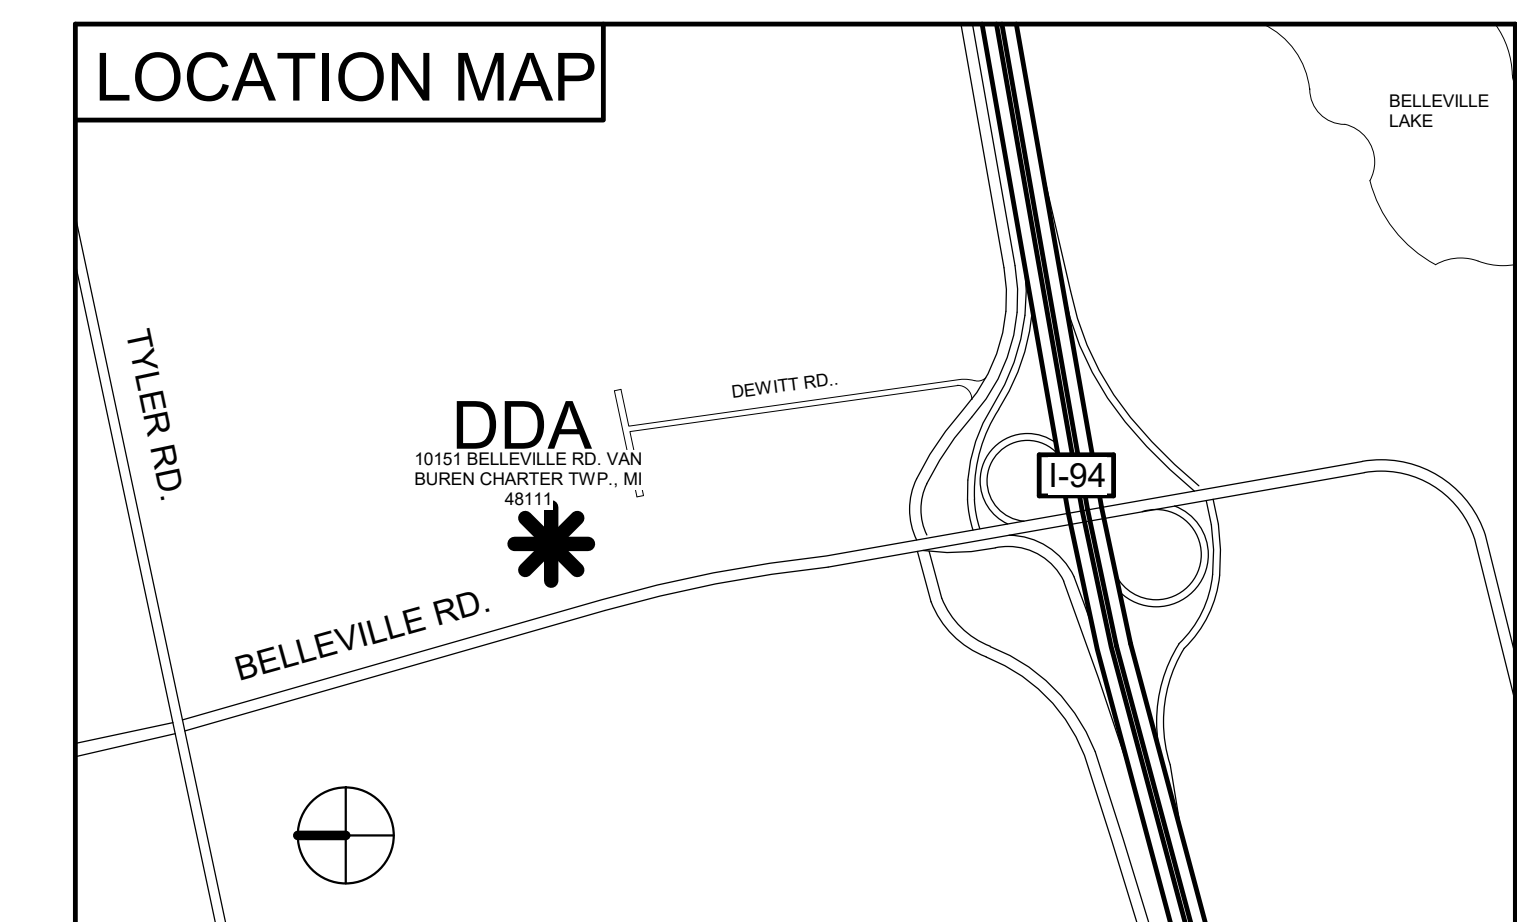 LOCATION MAP
BELLEVILLE
LAKE
TYLER RD.
DEWITT RD..
DDA
10151 BELLEVILLE RD. VAN
BUREN CHARTER TWP., MI
48111
I-94
BELLEVILLE RD.